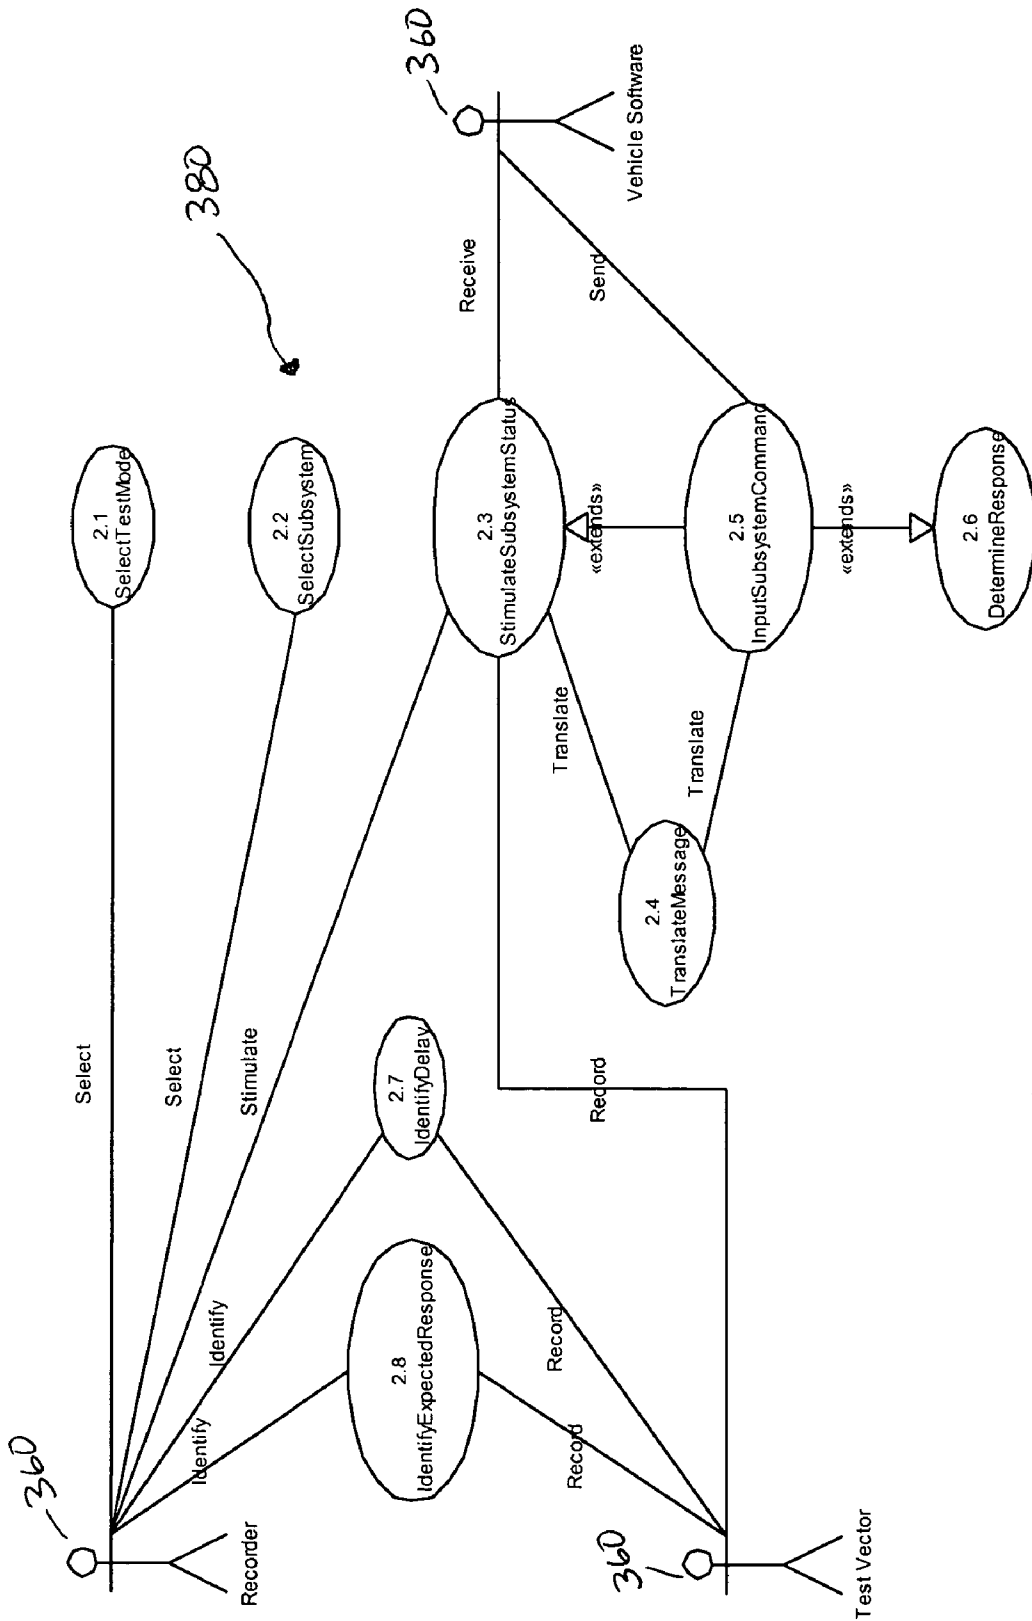 360
Recorder
Select
2.1
SelectTestMode
380
Select
2.2
SelectSubsystem
Stimulate
Identify
2.7
IdentifyDelay
Identify
2.8
IdentifyExpectedResponse
Record
Record
Record
2.3
StimulateSubsystemStatus
Receive
360
Vehicle Software
Send
«extends»
Translate
2.4
TranslateMessage
Translate
2.5
InputSubsystemCommand
«extends»
2.6
DetermineResponse
360
Test Vector